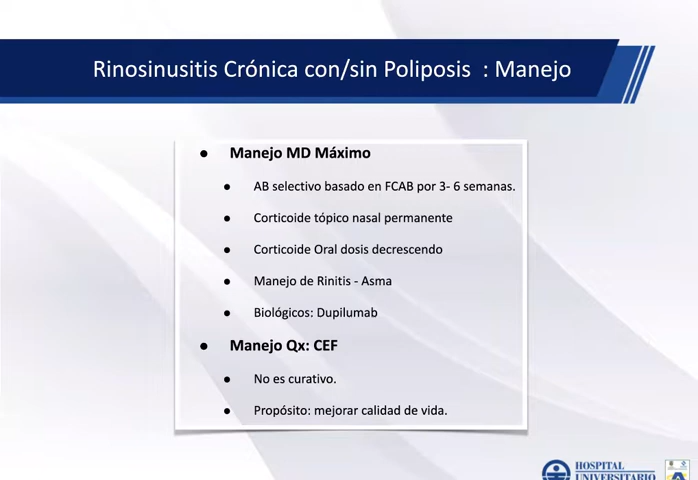 Rinosinusitis Crónica con/sin Poliposis : Manejo
Manejo MD Máximo
AB selectivo basado en FCAB por 3- 6 semanas.
Corticoide tópico nasal permanente
Corticoide Oral dosis decrescendo
Manejo de Rinitis - Asma
Biológicos: Dupilumab
Manejo Qx: CEF
No es curativo.
Propósito: mejorar calidad de vida.
HOSPITAL
UNIVERSITARIO